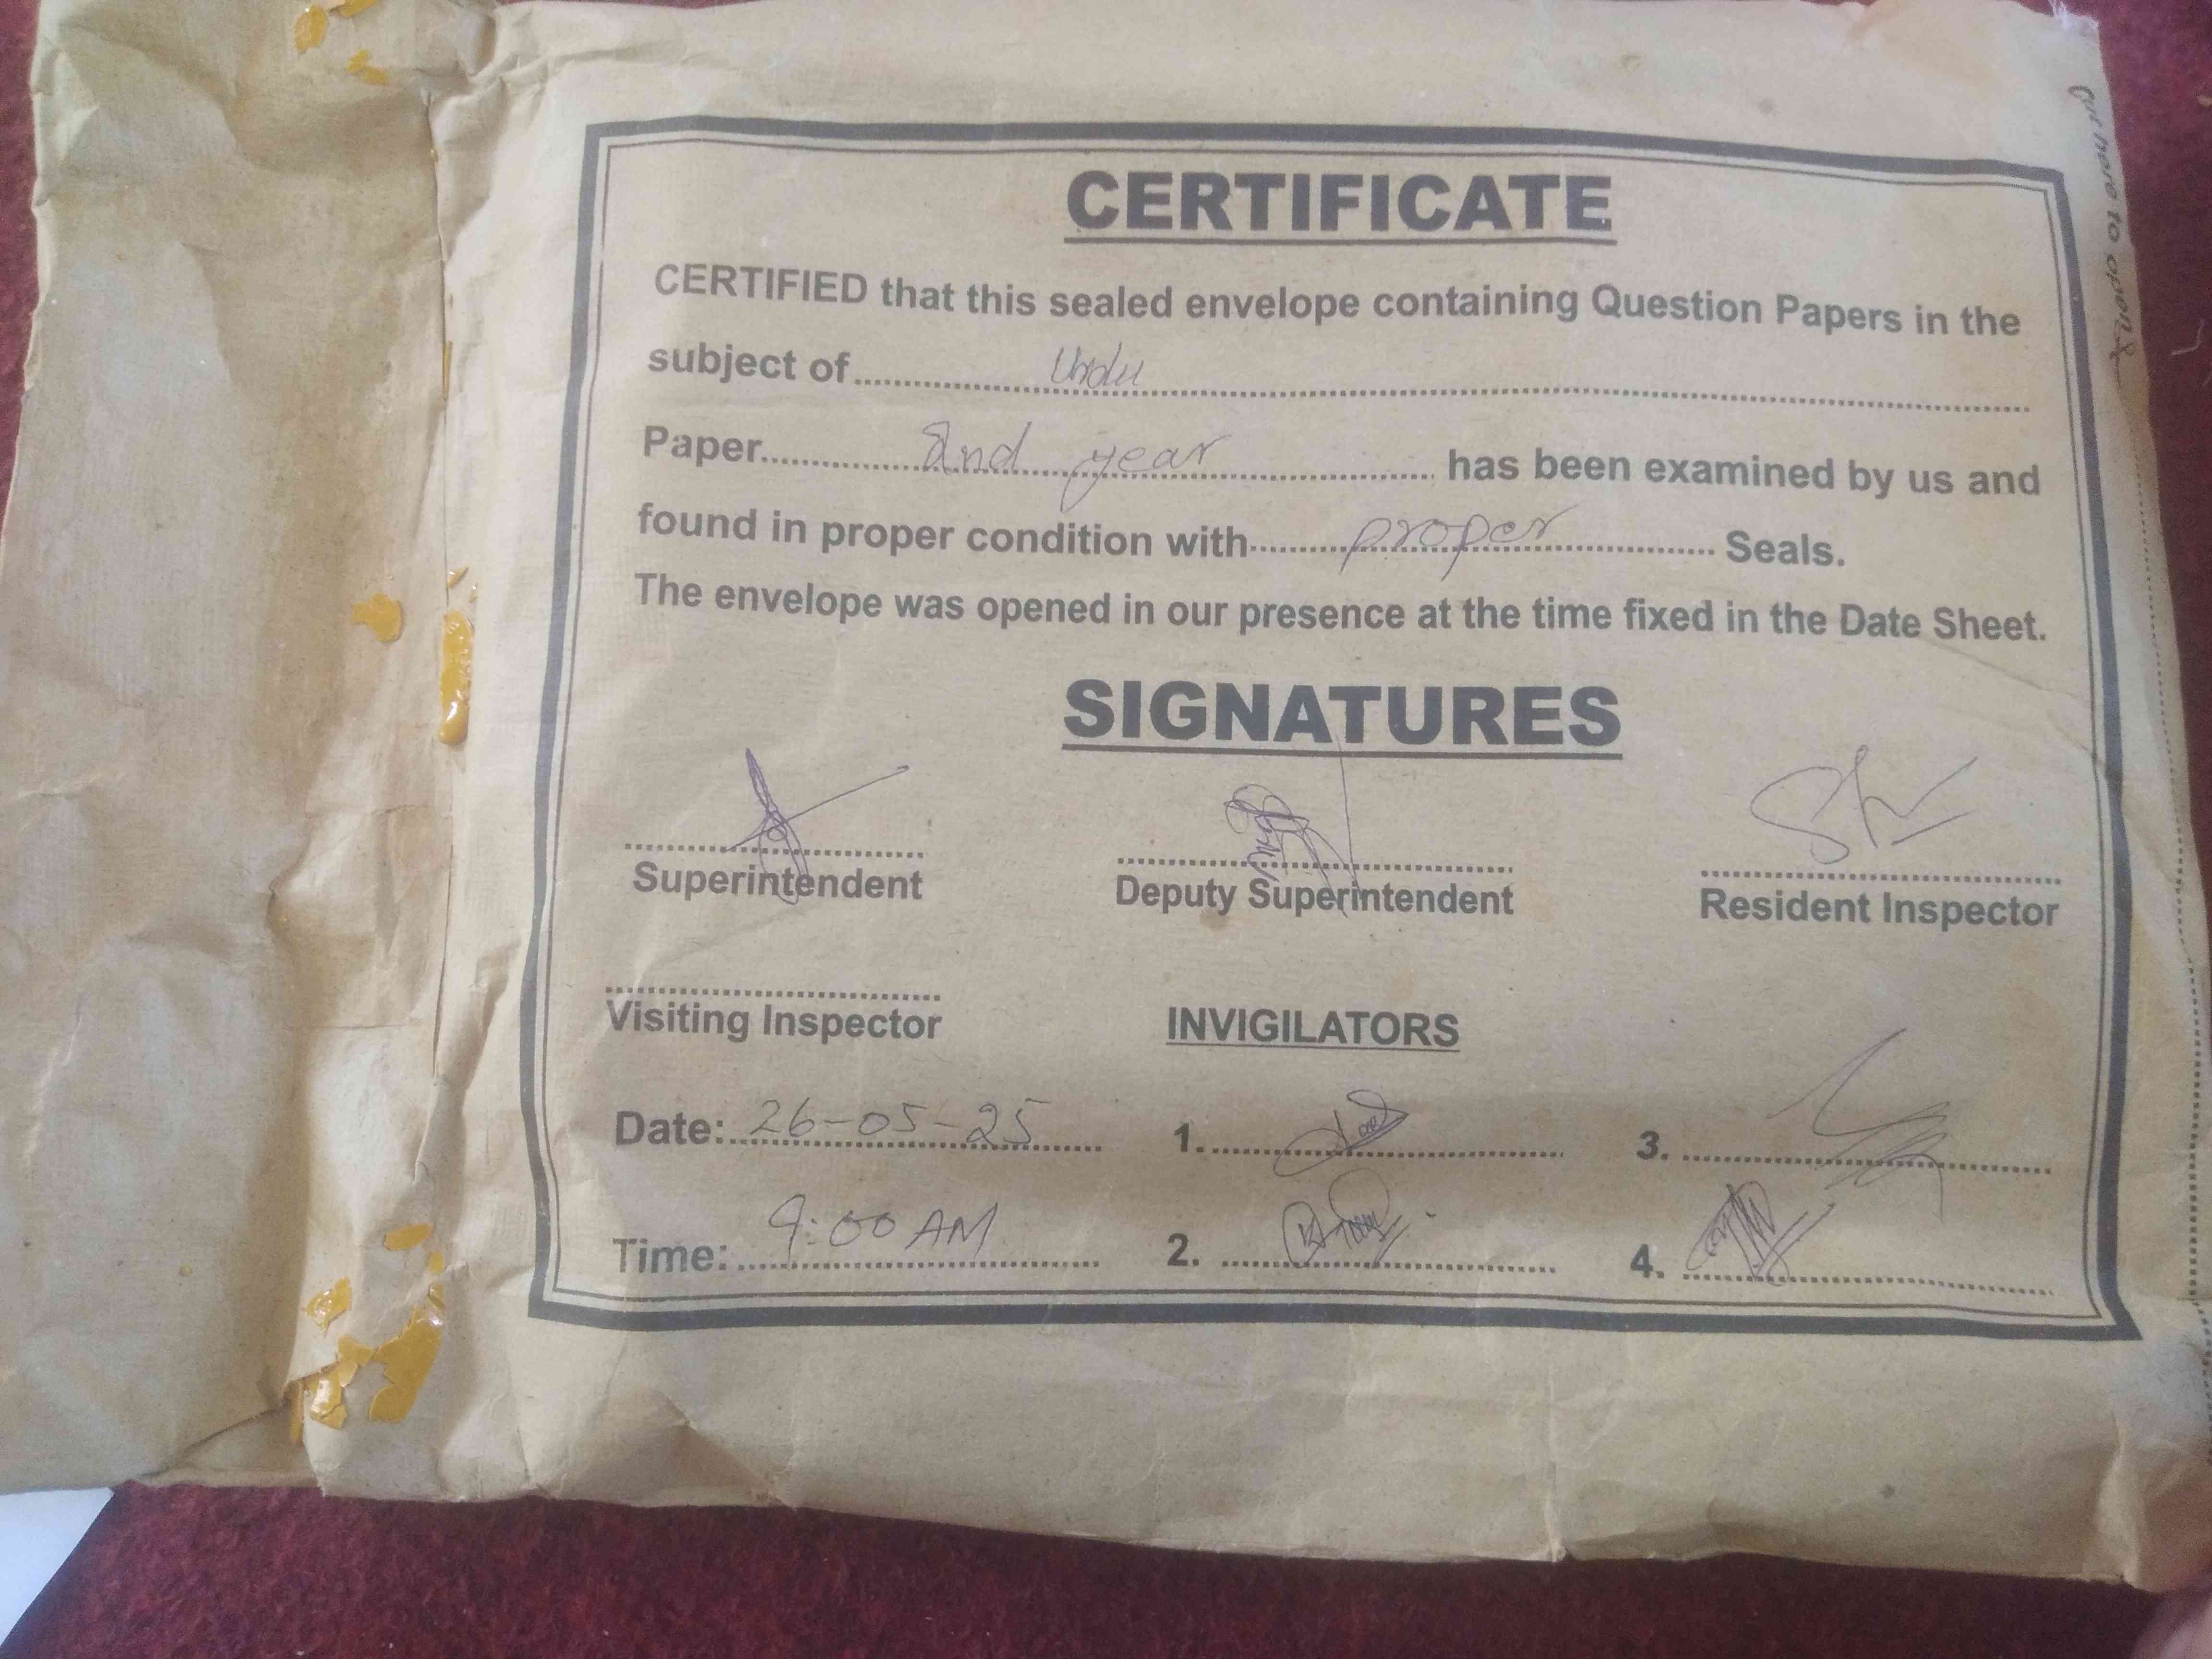 Cut here to open
CERTIFICATE
CERTIFIED that this sealed envelope containing Question Papers in the
subject of Urdu
Paper 2nd year has been examined by us and
found in proper condition with proper Seals.
The envelope was opened in our presence at the time fixed in the Date Sheet.
SIGNATURES
Superintendent Deputy Superintendent Resident Inspector
Visiting Inspector INVIGILATORS
Date: 26-05-25 1. 3.
Time: 9:00 AM 2. 4.